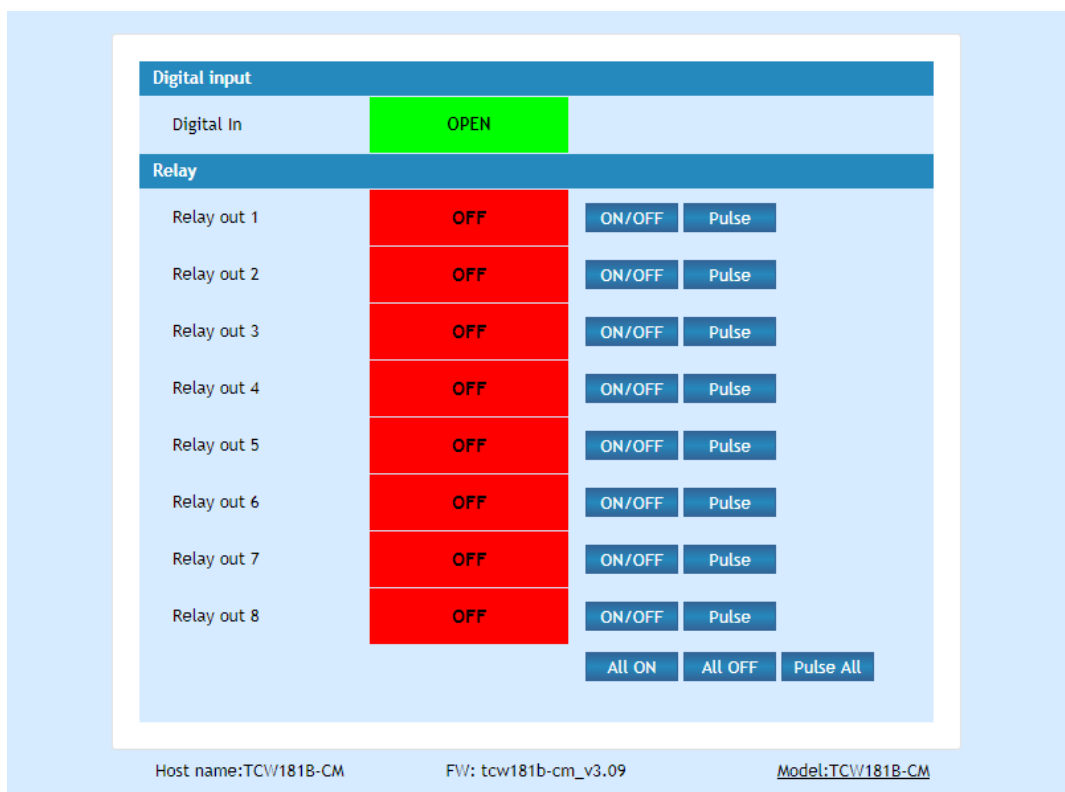 Digital input
Digital In OPEN
Relay
Relay out 1 OFF ON/OFF Pulse
Relay out 2 OFF ON/OFF Pulse
Relay out 3 OFF ON/OFF Pulse
Relay out 4 OFF ON/OFF Pulse
Relay out 5 OFF ON/OFF Pulse
Relay out 6 OFF ON/OFF Pulse
Relay out 7 OFF ON/OFF Pulse
Relay out 8 OFF ON/OFF Pulse
All ON All OFF Pulse All
Host name:TCW181B-CM FW: tcw181b-cm_v3.09 Model:TCW181B-CM